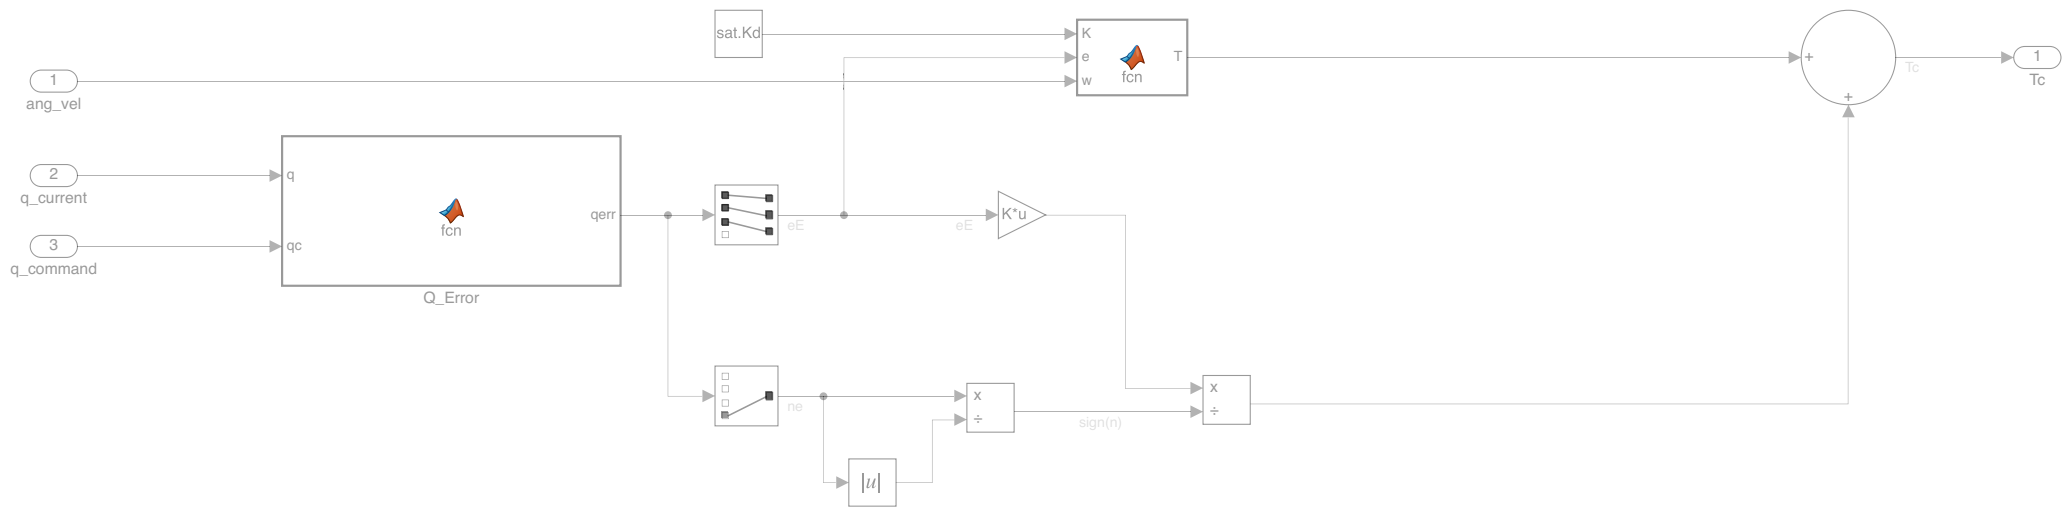 sat.Kd
K
e
w
fcn
T
+
+
Tc
1
Tc
1
ang_vel
2
q_current
3
q_command
q
qc
fcn
qerr
Q_Error
eE
eE
K*u
ne
x
÷
sign(n)
x
÷
|u|